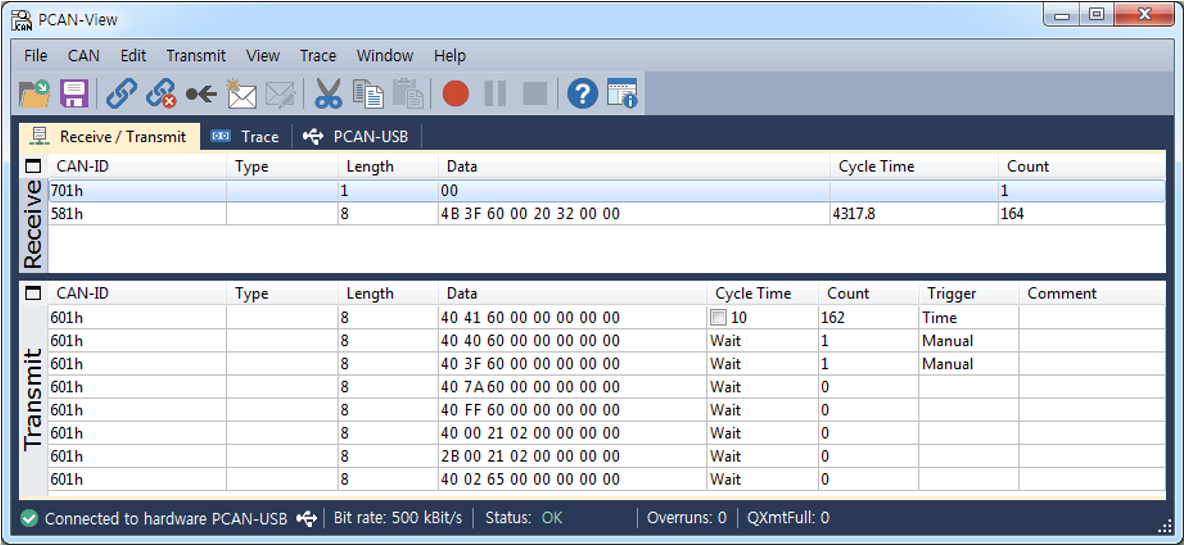 PCAN-View
File CAN Edit Transmit View Trace Window Help
Receive / Transmit Trace PCAN-USB
CAN-ID Type Length Data Cycle Time Count
701h 1 00 1
581h 8 4B 3F 60 00 20 32 00 00 4317.8 164
Receive
CAN-ID Type Length Data Cycle Time Count Trigger Comment
601h 8 40 41 60 00 00 00 00 00 10 162 Time
601h 8 40 40 60 00 00 00 00 00 Wait 1 Manual
601h 8 40 3F 60 00 00 00 00 00 Wait 1 Manual
601h 8 40 7A 60 00 00 00 00 00 Wait 0
601h 8 40 FF 60 00 00 00 00 00 Wait 0
601h 8 40 00 21 02 00 00 00 00 Wait 0
601h 8 2B 00 21 02 00 00 00 00 Wait 0
601h 8 40 02 65 00 00 00 00 00 Wait 0
Transmit
Connected to hardware PCAN-USB Bit rate: 500 kBit/s Status: OK Overruns: 0 QXmtFull: 0